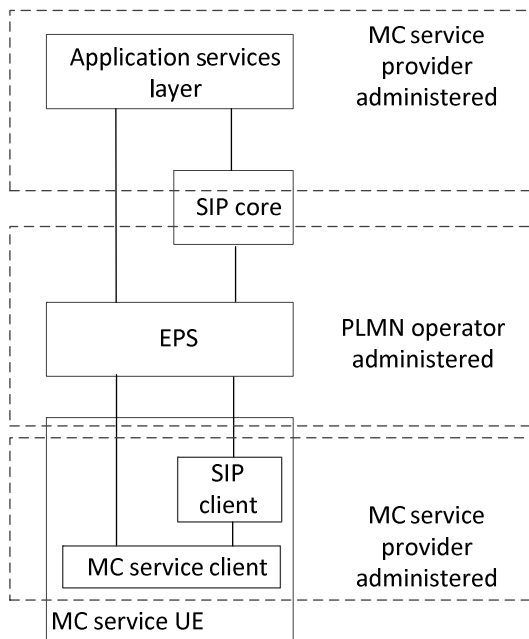 Application services
layer
MC service
provider
administered
SIP core
EPS
PLMN operator
administered
SIP
client
MC service client
MC service
provider
administered
MC service UE